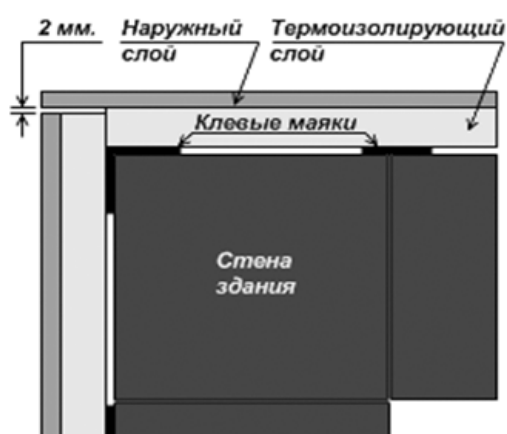 2 мм.
Наружный
слой
Термоизолирующий
слой
Клевые маяки
Стена
здания